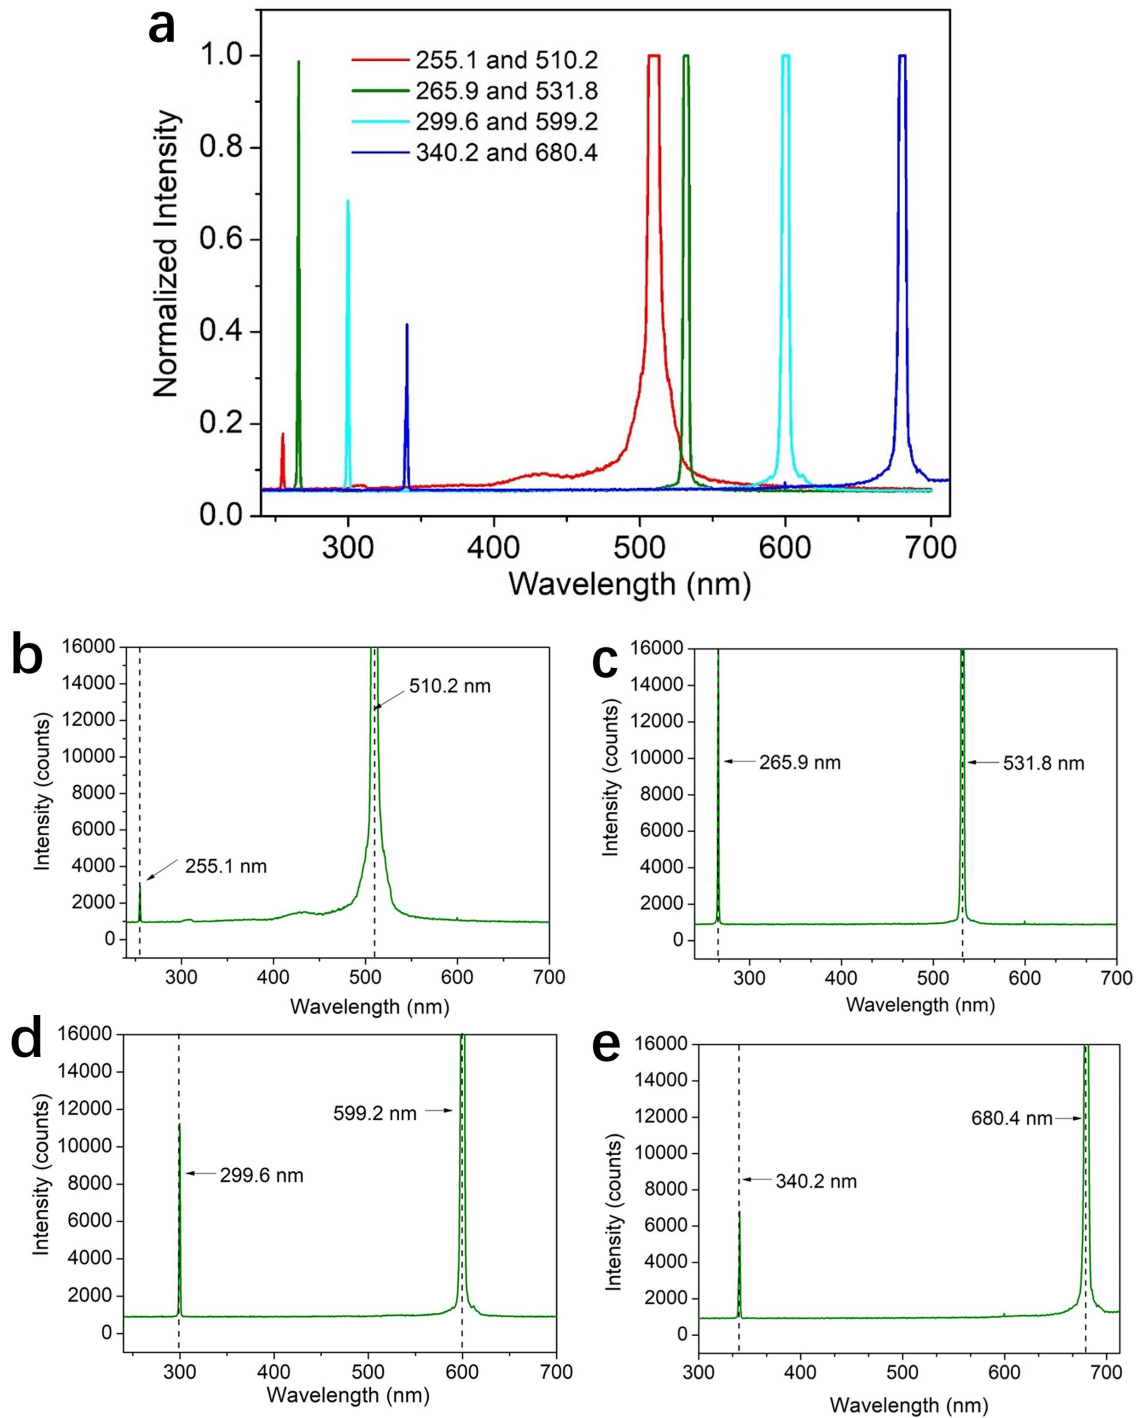 a
1.0
0.8
0.6
0.4
0.2
0.0
Normalized Intensity
255.1 and 510.2
265.9 and 531.8
299.6 and 599.2
340.2 and 680.4
300 400 500 600 700
Wavelength (nm)
b
16000
14000
12000
10000
8000
6000
4000
2000
0
Intensity (counts)
510.2 nm
255.1 nm
300 400 500 600 700
Wavelength (nm)
c
16000
14000
12000
10000
8000
6000
4000
2000
0
Intensity (counts)
265.9 nm
531.8 nm
300 400 500 600 700
Wavelength (nm)
d
16000
14000
12000
10000
8000
6000
4000
2000
0
Intensity (counts)
599.2 nm
299.6 nm
300 400 500 600 700
Wavelength (nm)
e
16000
14000
12000
10000
8000
6000
4000
2000
0
Intensity (counts)
680.4 nm
340.2 nm
300 400 500 600 700
Wavelength (nm)